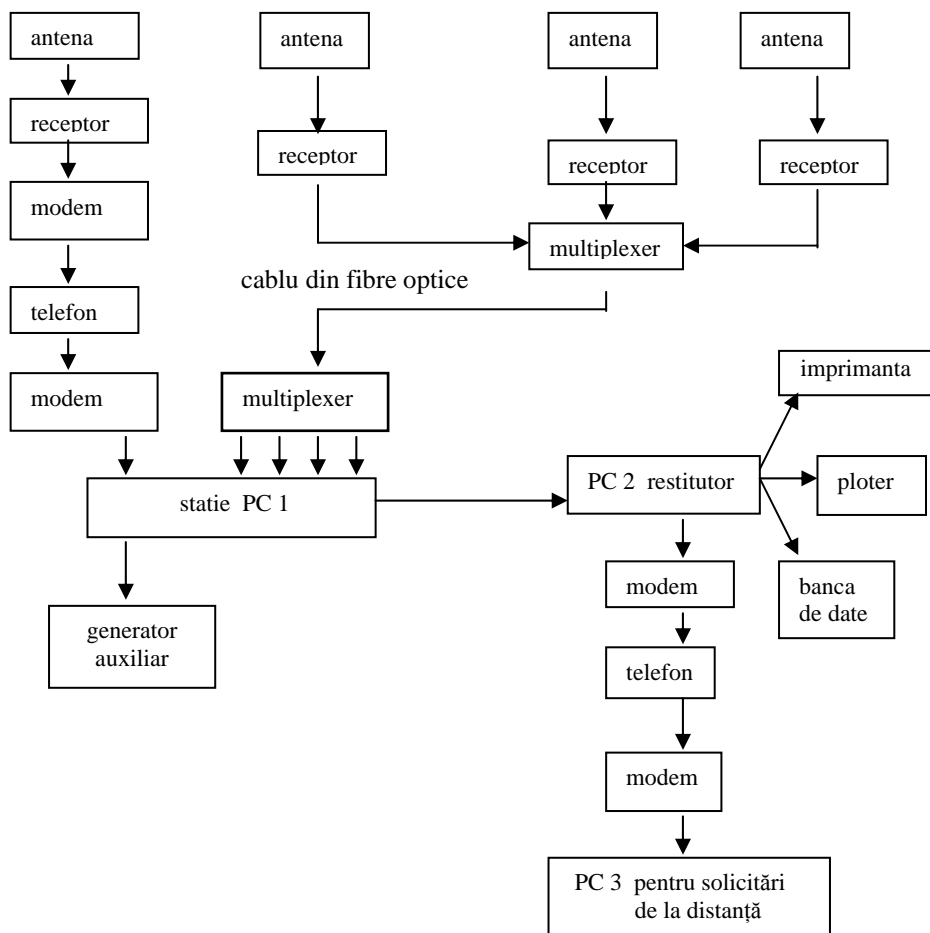 antena
antena
antena
antena
receptor
receptor
receptor
receptor
modem
multiplexer
cablu din fibre optice
telefon
imprimanta
modem
multiplexer
PC 2 restitutor
ploter
statie PC 1
modem
banca
de date
generator
auxiliar
telefon
modem
PC 3 pentru solicitări
de la distanță